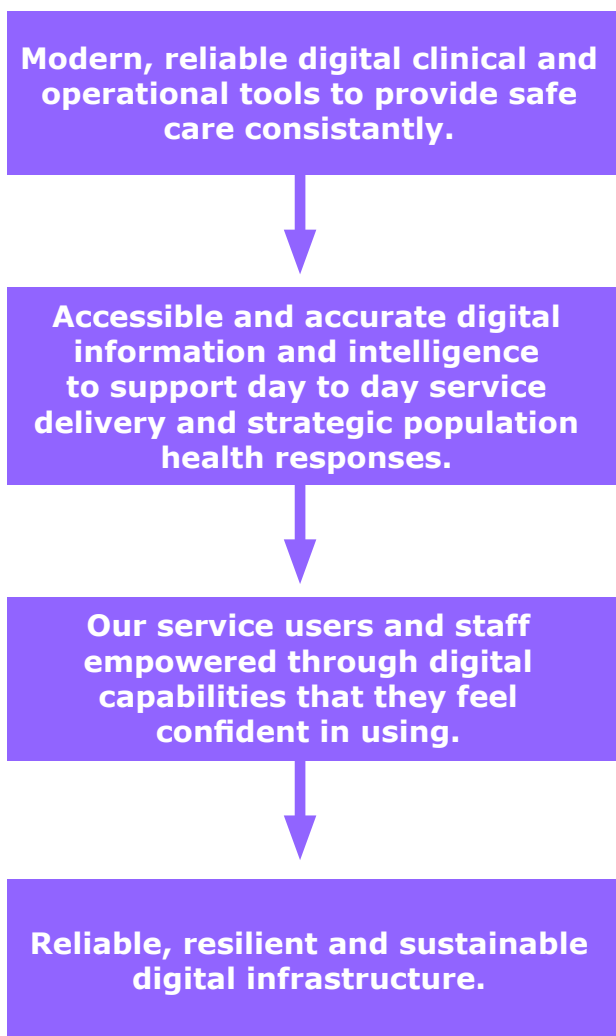 Modern, reliable digital clinical and
operational tools to provide safe
care consistantly.
Accessible and accurate digital
information and intelligence
to support day to day service
delivery and strategic population
health responses.
Our service users and staff
empowered through digital
capabilities that they feel
confident in using.
Reliable, resilient and sustainable
digital infrastructure.